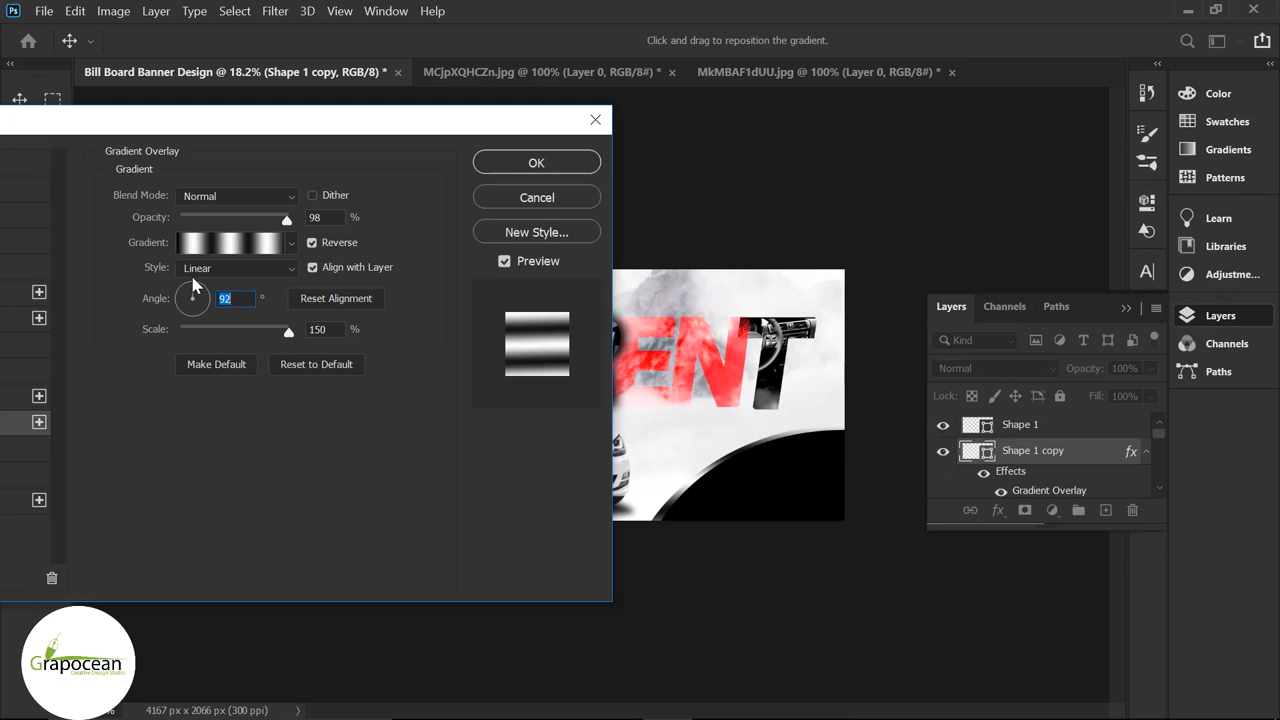 Ps File Edit Image Layer Type Select Filter 3D View Window Help
Click and drag to reposition the gradient.
Bill Board Banner Design @ 18.2% (Shape 1 copy, RGB/8) *
MCjpXQHCZn.jpg @ 100% (Layer 0, RGB/8#) *
MkMBAF1dUU.jpg @ 100% (Layer 0, RGB/8*) *
Gradient Overlay
Gradient
Blend Mode: Normal Dither
Opacity: 98 %
Gradient: Reverse
Style: Linear Align with Layer
Angle: 92 ° Reset Alignment
Scale: 150 %
Make Default Reset to Default
OK
Cancel
New Style...
Preview
ENT
Color
Swatches
Gradients
Patterns
Learn
Libraries
Adjustme...
Layers
Channels
Paths
Layers Channels Paths
Kind
Normal Opacity: 100%
Lock: Fill: 100%
Shape 1
Shape 1 copy fx
Effects
Gradient Overlay
Grapocean
Creative Design Studio
4167 px x 2066 px (300 ppi)